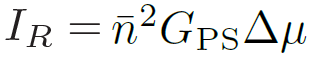 $I_R = \bar{n}^2 G_{\mathrm{PS}} \Delta\mu$